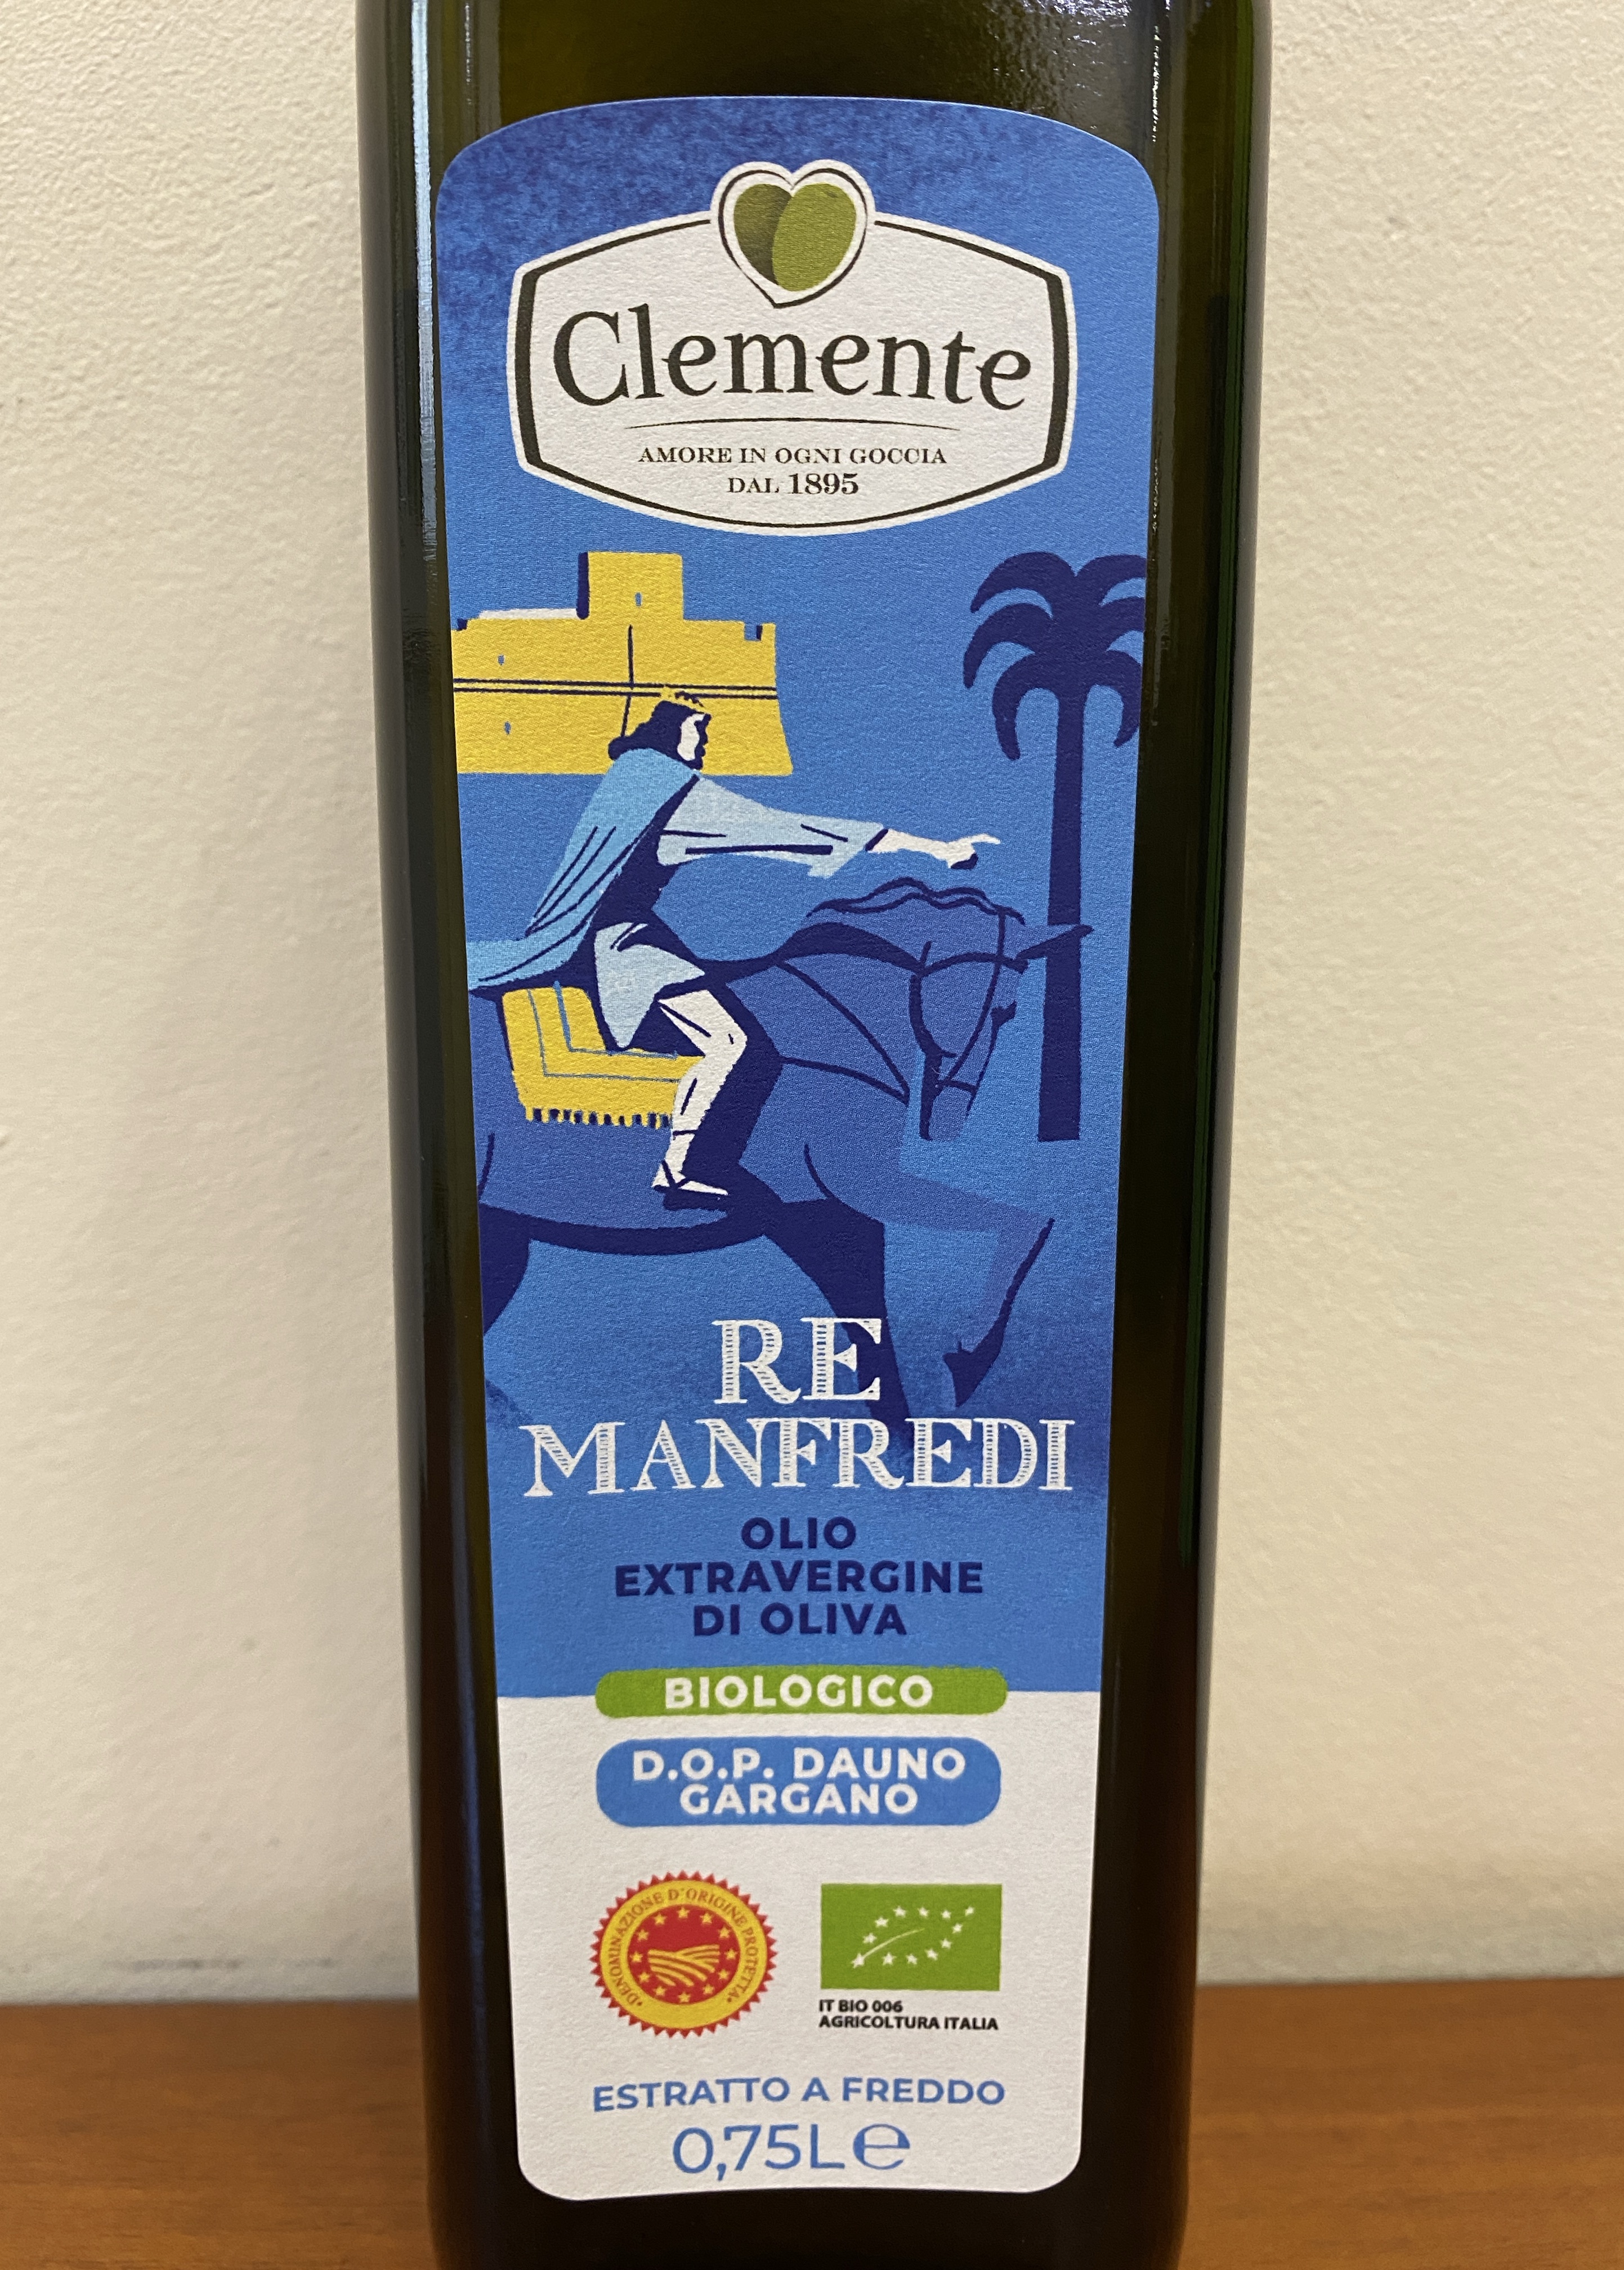 Clemente
AMORE IN OGNI GOCCIA
DAL 1895
RE
MANFREDI
OLIO
EXTRAVERGINE
DI OLIVA
BIOLOGICO
D.O.P. DAUNO
GARGANO
DENOMINAZIONE D'ORIGINE PROTETTA
IT BIO 006
AGRICOLTURA ITALIA
ESTRATTO A FREDDO
0,75L℮